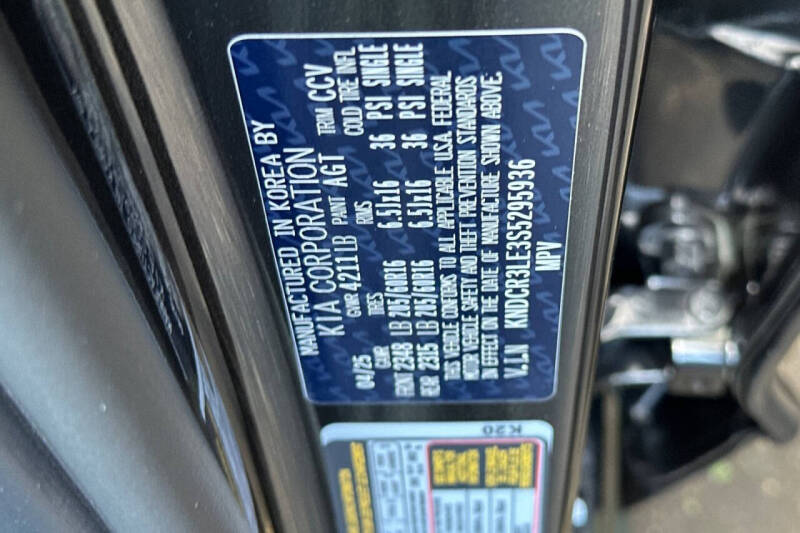 MANUFACTURED IN KOREA BY
KIA CORPORATION
04/25 GVWR 4211 LB PAINT AGT TRIM CCV
GAWR TIRES RIMS COLD TIRE INFL
FRONT 2348 LB 215/60R16 6.5Jx16 36 PSI SINGLE
REAR 2315 LB 215/60R16 6.5Jx16 36 PSI SINGLE
THIS VEHICLE CONFORMS TO ALL APPLICABLE U.S.A. FEDERAL
MOTOR VEHICLE SAFETY AND THEFT PREVENTION STANDARDS
IN EFFECT ON THE DATE OF MANUFACTURE SHOWN ABOVE.
V.I.N KNDCR3LE3S5295936
MPV
K20